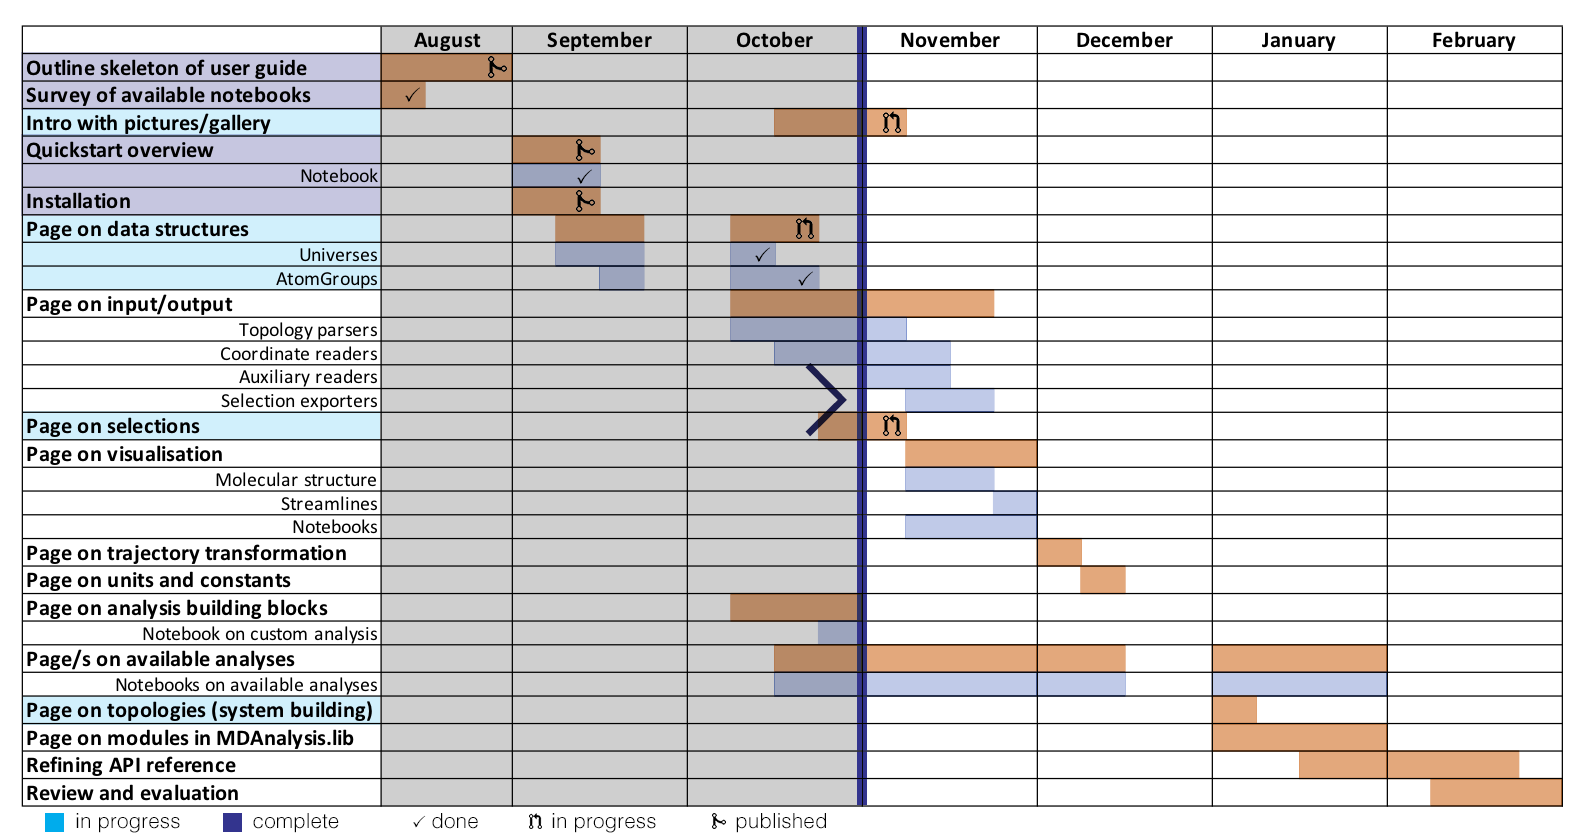 August September October November December January February
Outline skeleton of user guide
Survey of available notebooks
Intro with pictures/gallery
Quickstart overview
Notebook
Installation
Page on data structures
Universes
AtomGroups
Page on input/output
Topology parsers
Coordinate readers
Auxiliary readers
Selection exporters
Page on selections
Page on visualisation
Molecular structure
Streamlines
Notebooks
Page on trajectory transformation
Page on units and constants
Page on analysis building blocks
Notebook on custom analysis
Page/s on available analyses
Notebooks on available analyses
Page on topologies (system building)
Page on modules in MDAnalysis.lib
Refining API reference
Review and evaluation
in progress complete ✓ done in progress published